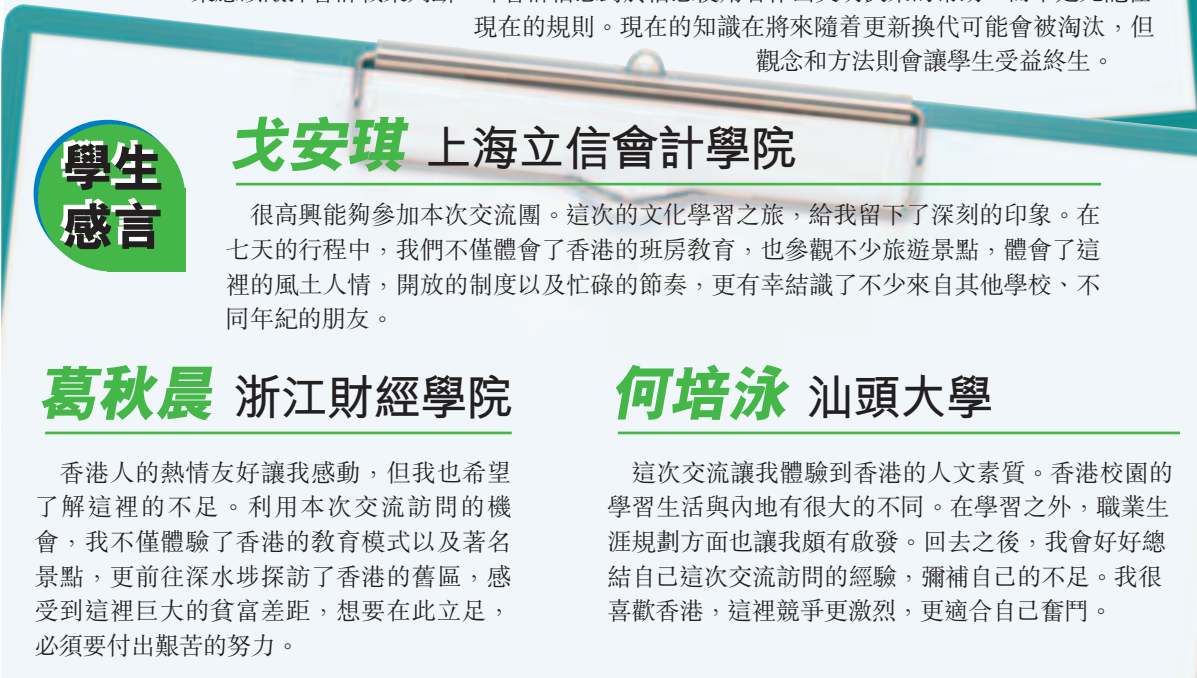 現在的規則。現在的知識在將來隨着更新換代可能會被淘汰，但
觀念和方法則會讓學生受益終生。
學生
感言
戈安琪 上海立信會計學院
很高興能夠參加本次交流團。這次的文化學習之旅，給我留下了深刻的印象。在
七天的行程中，我們不僅體會了香港的班房教育，也參觀不少旅遊景點，體會了這
裡的風土人情，開放的制度以及忙碌的節奏，更有幸結識了不少來自其他學校、不
同年紀的朋友。
葛秋晨 浙江財經學院
香港人的熱情友好讓我感動，但我也希望
了解這裡的不足。利用本次交流訪問的機
會，我不僅體驗了香港的教育模式以及著名
景點，更前往深水埗探訪了香港的舊區，感
受到這裡巨大的貧富差距，想要在此立足，
必須要付出艱苦的努力。
何培泳 汕頭大學
這次交流讓我體驗到香港的人文素質。香港校園的
學習生活與內地有很大的不同。在學習之外，職業生
涯規劃方面也讓我頗有啟發。回去之後，我會好好總
結自己這次交流訪問的經驗，彌補自己的不足。我很
喜歡香港，這裡競爭更激烈，更適合自己奮鬥。